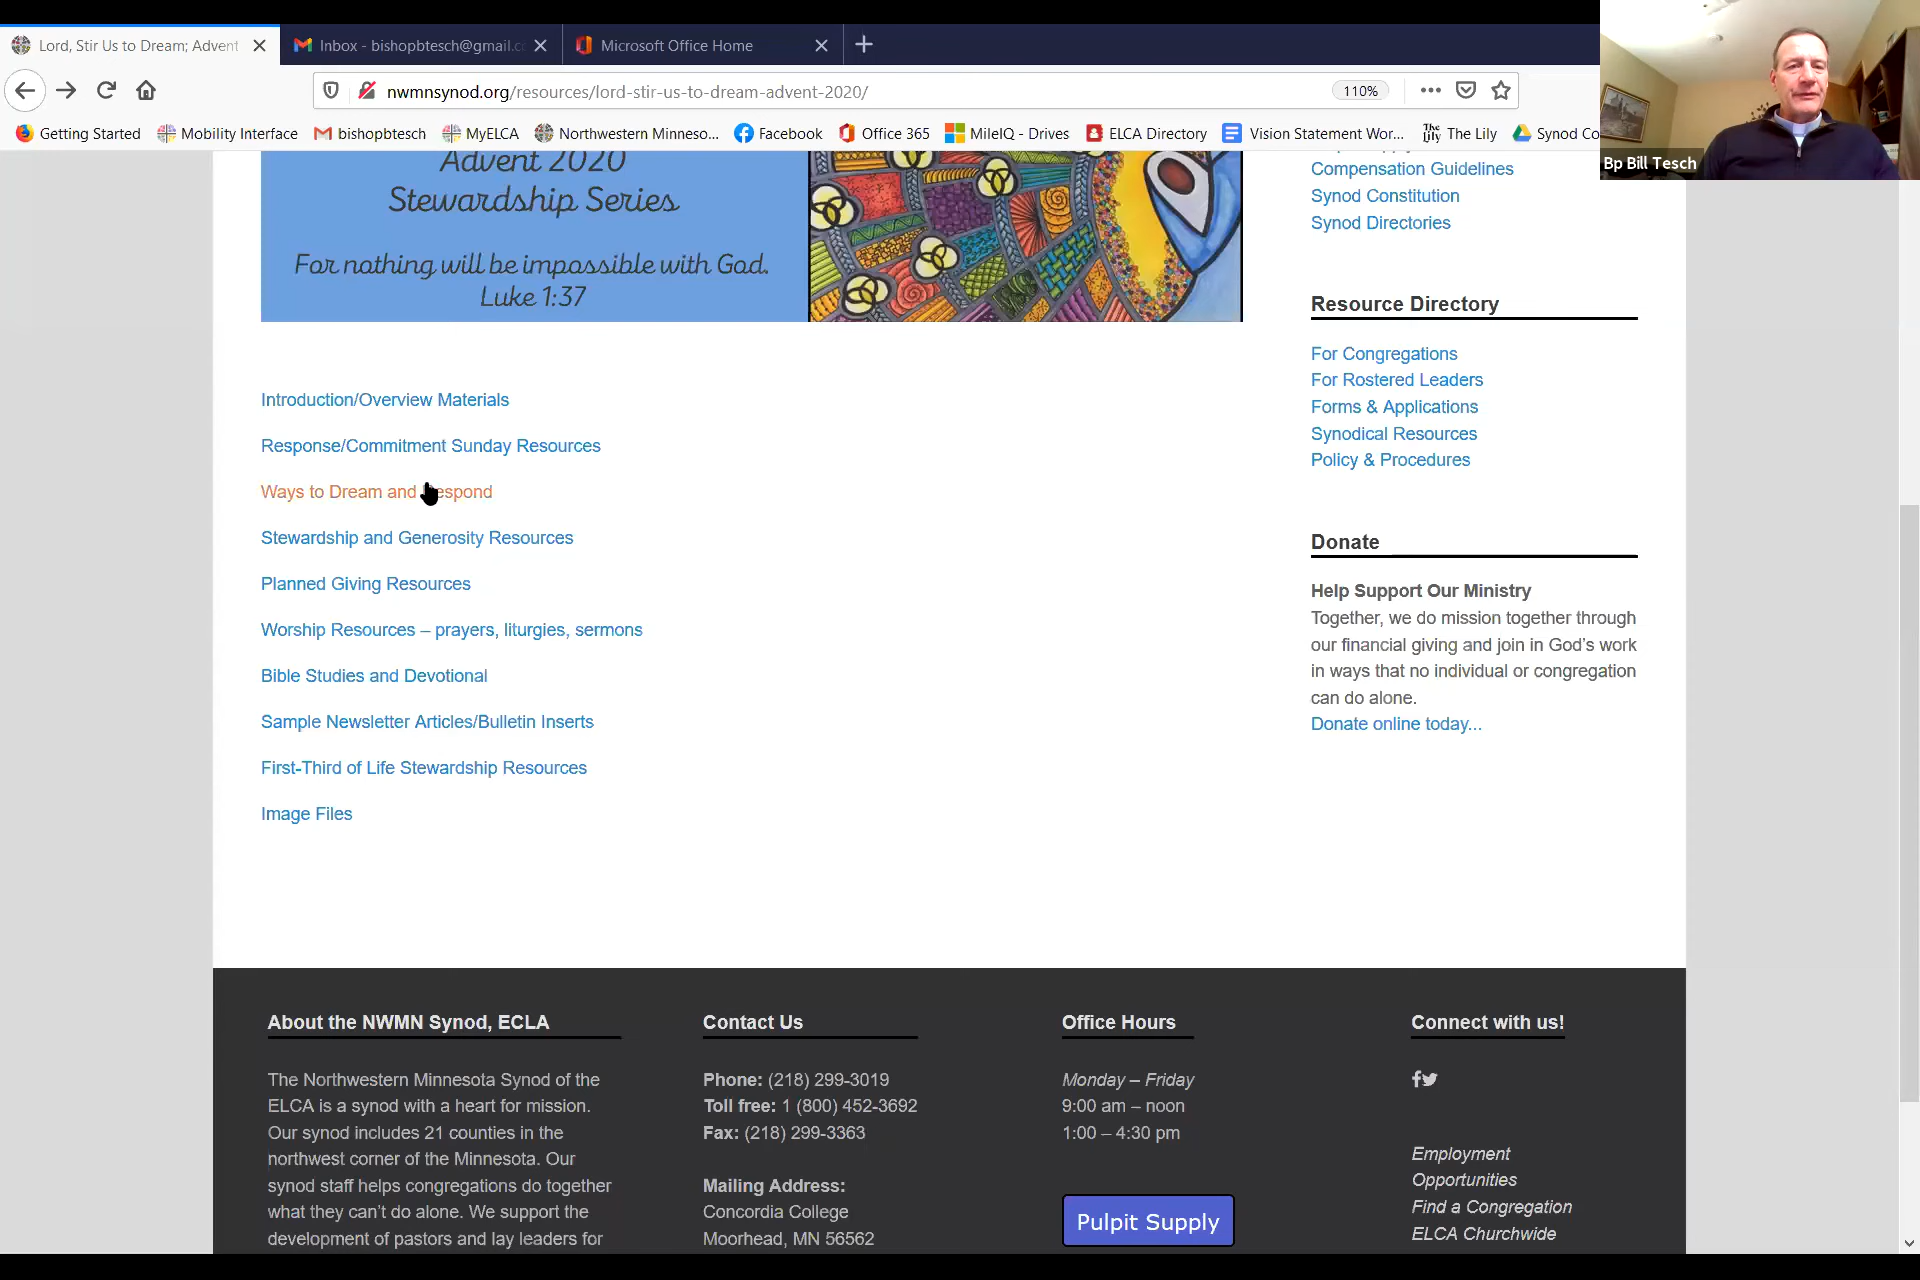 Lord, Stir Us to Dream; Advent
Inbox - bishopbtesch@gmail.c
Microsoft Office Home
nwmnsynod.org/resources/lord-stir-us-to-dream-advent-2020/
110%
Getting Started
Mobility Interface
bishopbtesch
MyELCA
Northwestern Minneso...
Facebook
Office 365
MileIQ - Drives
ELCA Directory
Vision Statement Wor...
The Lily
The Lily
Synod Co
Bp Bill Tesch
Advent 2020
Stewardship Series
For nothing will be impossible with God.
Luke 1:37
Introduction/Overview Materials
Response/Commitment Sunday Resources
Ways to Dream and Respond
Stewardship and Generosity Resources
Planned Giving Resources
Worship Resources – prayers, liturgies, sermons
Bible Studies and Devotional
Sample Newsletter Articles/Bulletin Inserts
First-Third of Life Stewardship Resources
Image Files
Compensation Guidelines
Synod Constitution
Synod Directories
Resource Directory
For Congregations
For Rostered Leaders
Forms & Applications
Synodical Resources
Policy & Procedures
Donate
Help Support Our Ministry
Together, we do mission together through
our financial giving and join in God's work
in ways that no individual or congregation
can do alone.
Donate online today...
About the NWMN Synod, ECLA
The Northwestern Minnesota Synod of the
ELCA is a synod with a heart for mission.
Our synod includes 21 counties in the
northwest corner of the Minnesota. Our
synod staff helps congregations do together
what they can't do alone. We support the
development of pastors and lay leaders for
Contact Us
Phone: (218) 299-3019
Toll free: 1 (800) 452-3692
Fax: (218) 299-3363
Mailing Address:
Concordia College
Moorhead, MN 56562
Office Hours
Monday – Friday
9:00 am – noon
1:00 – 4:30 pm
Pulpit Supply
Connect with us!
Employment
Opportunities
Find a Congregation
ELCA Churchwide